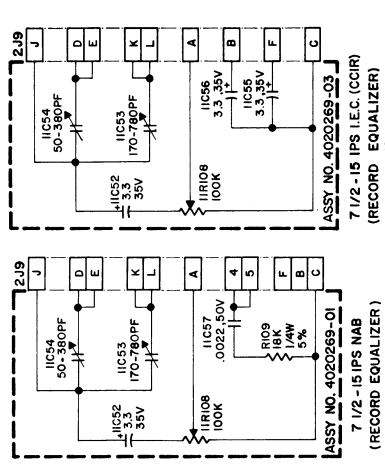 2J9
J
D
E
K
L
A
B
F
C
11C54
50-380PF
11C53
170-780PF
11C56
3.3, 35V
11C55
3.3, 35V
+
+
+11C52
3.3
35V
11R108
100K
ASSY NO. 4020269-03
7 1/2-15 IPS I.E.C. (CCIR)
(RECORD EQUALIZER)
2J9
J
D
E
K
L
A
4
5
F
B
C
11C54
50-380PF
11C53
170-780PF
11C57
.0022, 50V
+11C52
3.3
35V
11R108
100K
R109
18K
1/4W
5%
ASSY NO. 4020269-01
7 1/2-15 IPS NAB
(RECORD EQUALIZER)